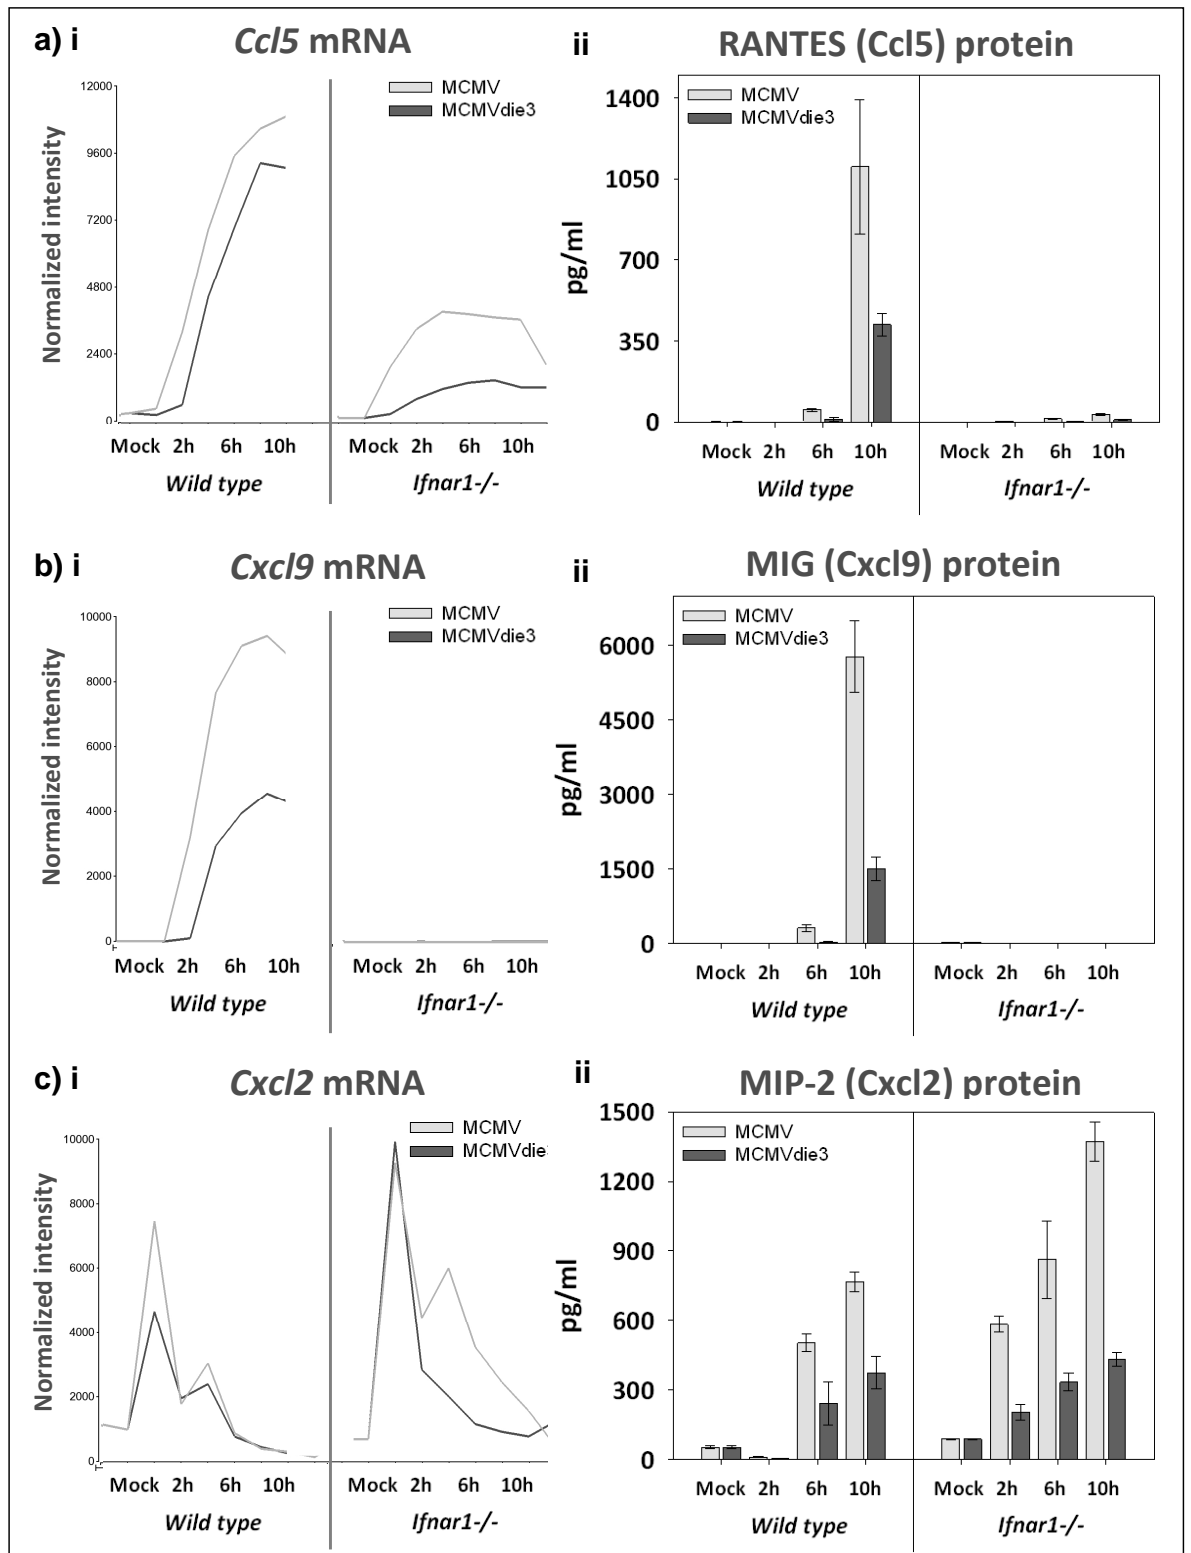 a) i
Ccl5 mRNA
MCMV
MCMVdie3
Normalized intensity
12000
9600
7200
4800
2400
0
Mock 2h 6h 10h
Mock 2h 6h 10h
Wild type
Ifnar1-/-
ii
RANTES (Ccl5) protein
MCMV
MCMVdie3
pg/ml
1400
1050
700
350
0
Mock 2h 6h 10h
Mock 2h 6h 10h
Wild type
Ifnar1-/-
b) i
Cxcl9 mRNA
MCMV
MCMVdie3
Normalized intensity
10000
8000
6000
4000
2000
0
Mock 2h 6h 10h
Mock 2h 6h 10h
Wild type
Ifnar1-/-
ii
MIG (Cxcl9) protein
MCMV
MCMVdie3
pg/ml
6000
4500
3000
1500
0
Mock 2h 6h 10h
Mock 2h 6h 10h
Wild type
Ifnar1-/-
c) i
Cxcl2 mRNA
MCMV
MCMVdie
Normalized intensity
10000
8000
6000
4000
2000
0
Mock 2h 6h 10h
Mock 2h 6h 10h
Wild type
Ifnar1-/-
ii
MIP-2 (Cxcl2) protein
MCMV
MCMVdie3
pg/ml
1500
1200
900
600
300
0
Mock 2h 6h 10h
Mock 2h 6h 10h
Wild type
Ifnar1-/-